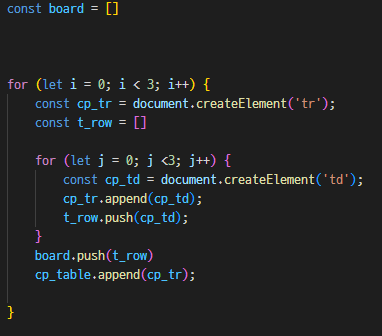 const board = []
for (let i = 0; i < 3; i++) {
    const cp_tr = document.createElement('tr');
    const t_row = []
    for (let j = 0; j <3; j++) {
        const cp_td = document.createElement('td');
        cp_tr.append(cp_td);
        t_row.push(cp_td);
    }
    board.push(t_row)
    cp_table.append(cp_tr);
}